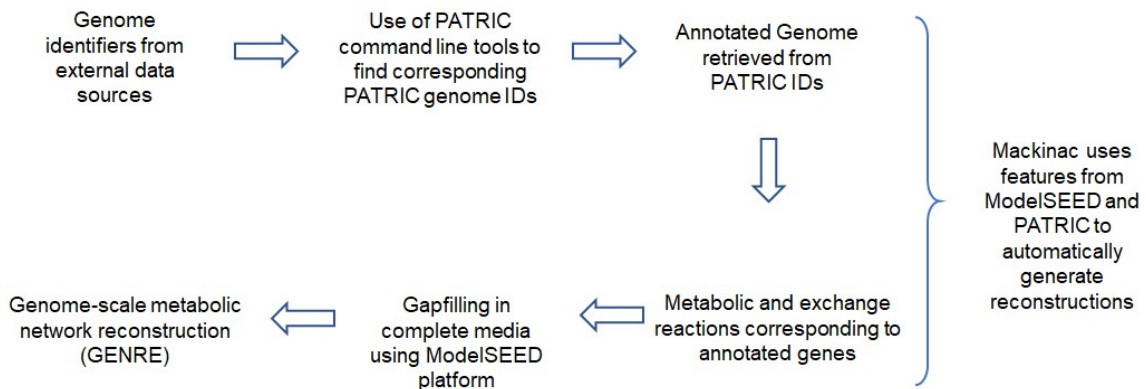 Genome
identifiers from
external data
sources
Use of PATRIC
command line tools to
find corresponding
PATRIC genome IDs
Annotated Genome
retrieved from
PATRIC IDs
Mackinac uses
features from
ModelSEED and
PATRIC to
automatically
generate
reconstructions
Metabolic and exchange
reactions corresponding to
annotated genes
Gapfilling in
complete media
using ModelSEED
platform
Genome-scale metabolic
network reconstruction
(GENRE)